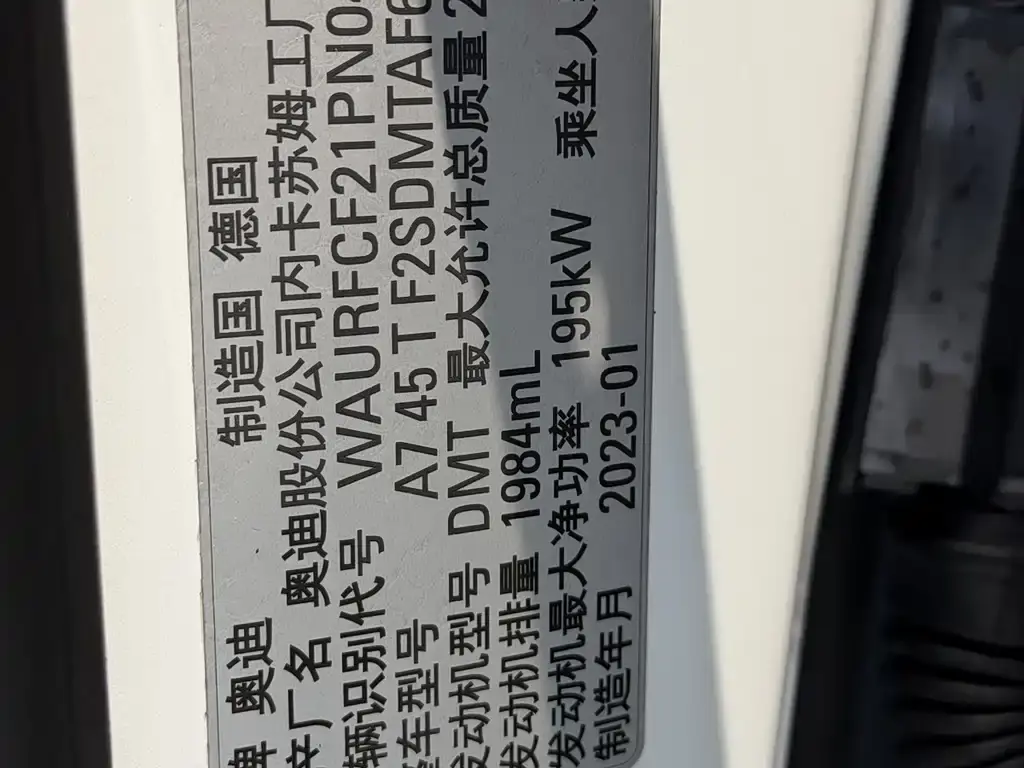 牌 奥迪 制造国 德国
产厂名 奥迪股份公司内卡苏姆工厂
辆识别代号 WAURFCF21PN0
整车型号 A7 45 T F2SDMTAF6
发动机型号 DMT 最大允许总质量 2
发动机排量 1984mL
发动机最大净功率 195kW 乘坐人
制造年月 2023-01